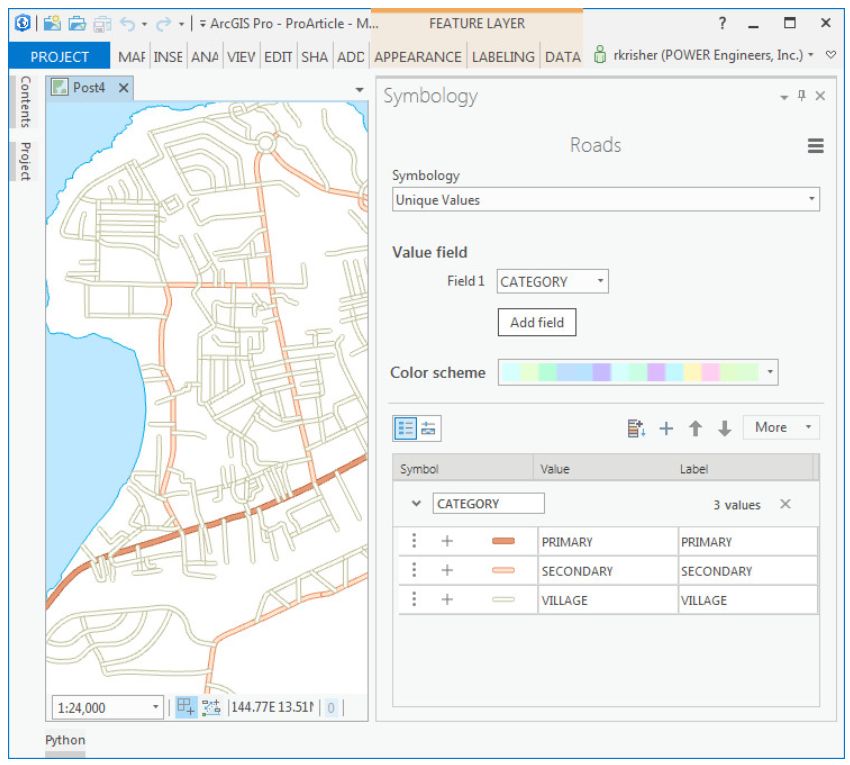 ArcGIS Pro - ProArticle - M...
FEATURE LAYER
?
PROJECT
MAF
INSE
ANA
VIEV
EDIT
SHA
ADD
APPEARANCE
LABELING
DATA
rkrisher (POWER Engineers, Inc.)
Contents
Project
Post4
Symbology
Roads
Symbology
Unique Values
Value field
Field 1
CATEGORY
Add field
Color scheme
More
Symbol
Value
Label
CATEGORY
3 values
PRIMARY
PRIMARY
SECONDARY
SECONDARY
VILLAGE
VILLAGE
1:24,000
144.77E 13.51N
0
Python